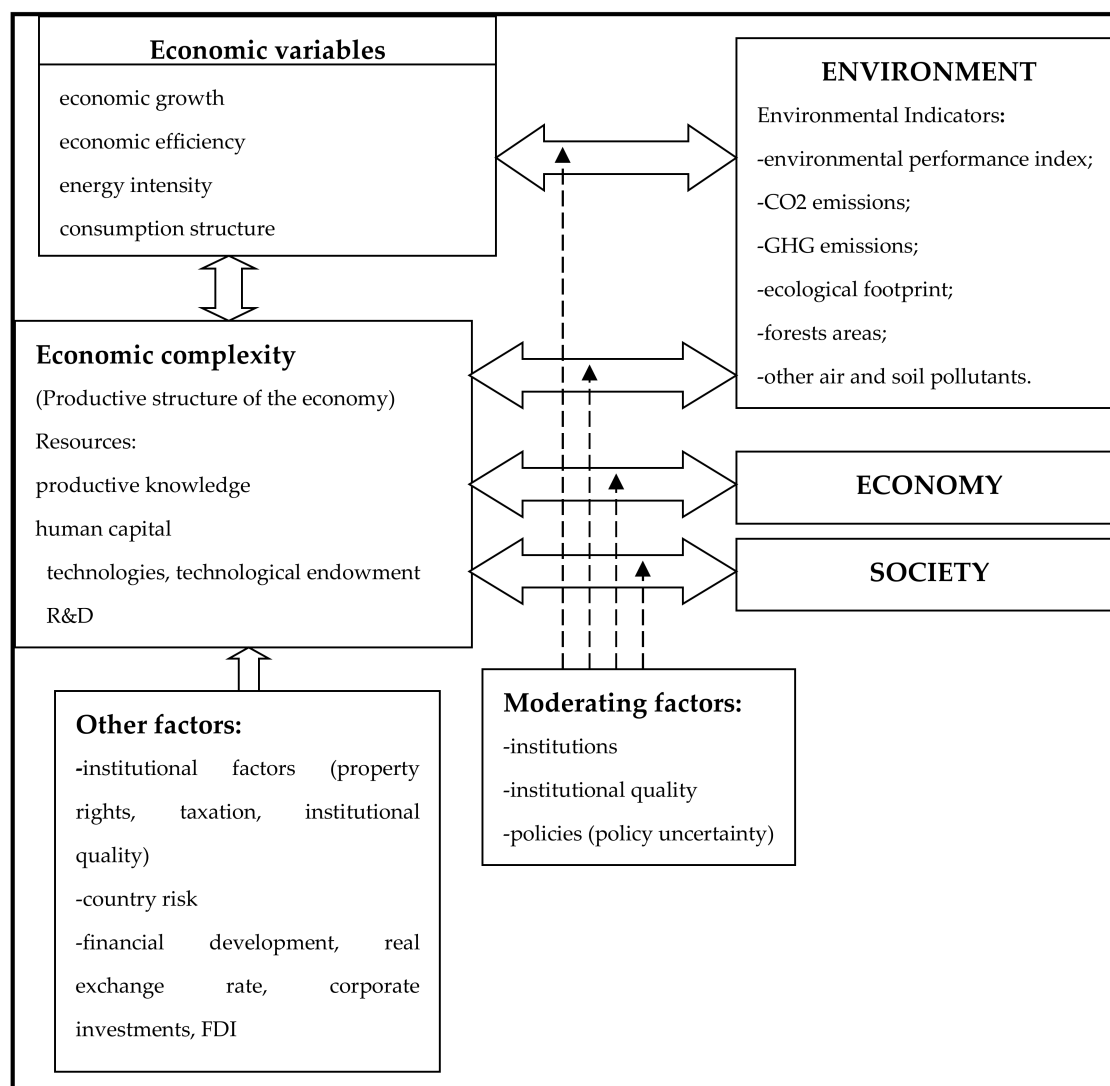 Economic variables
economic growth
economic efficiency
energy intensity
consumption structure
ENVIRONMENT
Environmental Indicators:
-environmental performance index;
-CO2 emissions;
-GHG emissions;
-ecological footprint;
-forests areas;
-other air and soil pollutants.
Economic complexity
(Productive structure of the economy)
Resources:
productive knowledge
human capital
technologies, technological endowment
R&D
ECONOMY
SOCIETY
Other factors:
-institutional factors (property
rights, taxation, institutional
quality)
-country risk
-financial development, real
exchange rate, corporate
investments, FDI
Moderating factors:
-institutions
-institutional quality
-policies (policy uncertainty)